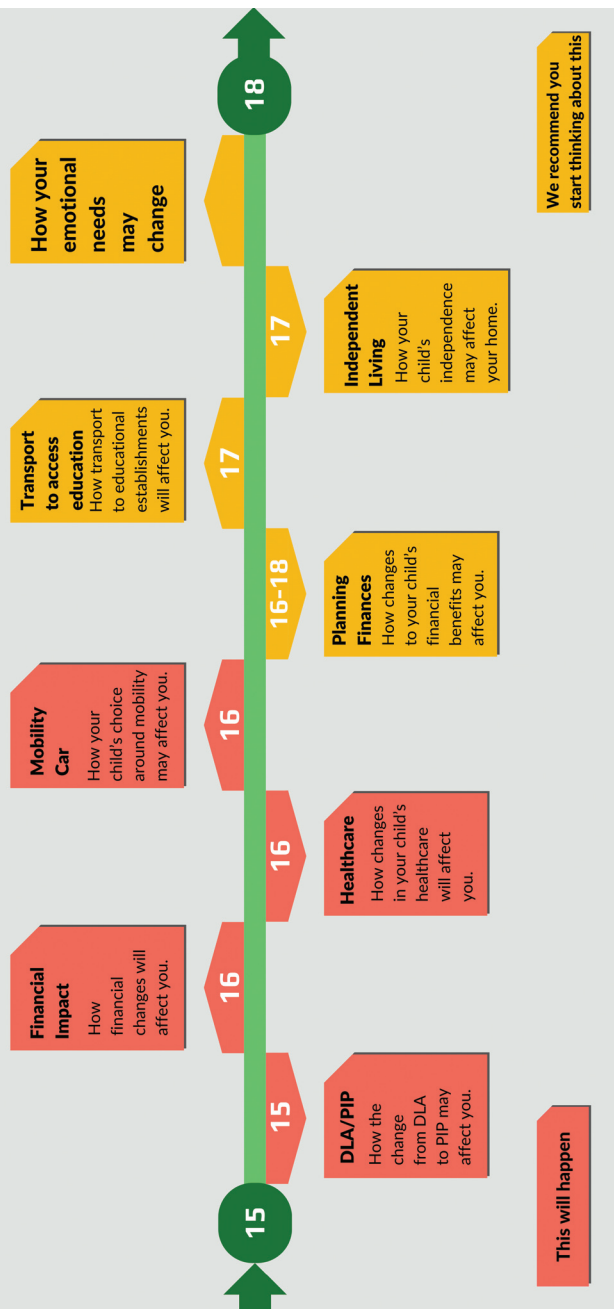 15
15
DLA/PIP
How the
change
from DLA
to PIP may
affect you.
16
Financial
Impact
How
financial
changes will
affect you.
16
Healthcare
How changes
in your child's
healthcare
will affect
you.
16
Mobility
Car
How your
child's choice
around mobility
may affect you.
16-18
Planning
Finances
How changes
to your child's
financial
benefits may
affect you.
17
Transport
to access
education
How transport
to educational
establishments
will affect you.
17
Independent
Living
How your
child's
independence
may affect
your home.
How your
emotional
needs
may
change
18
This will happen
We recommend you
start thinking about this